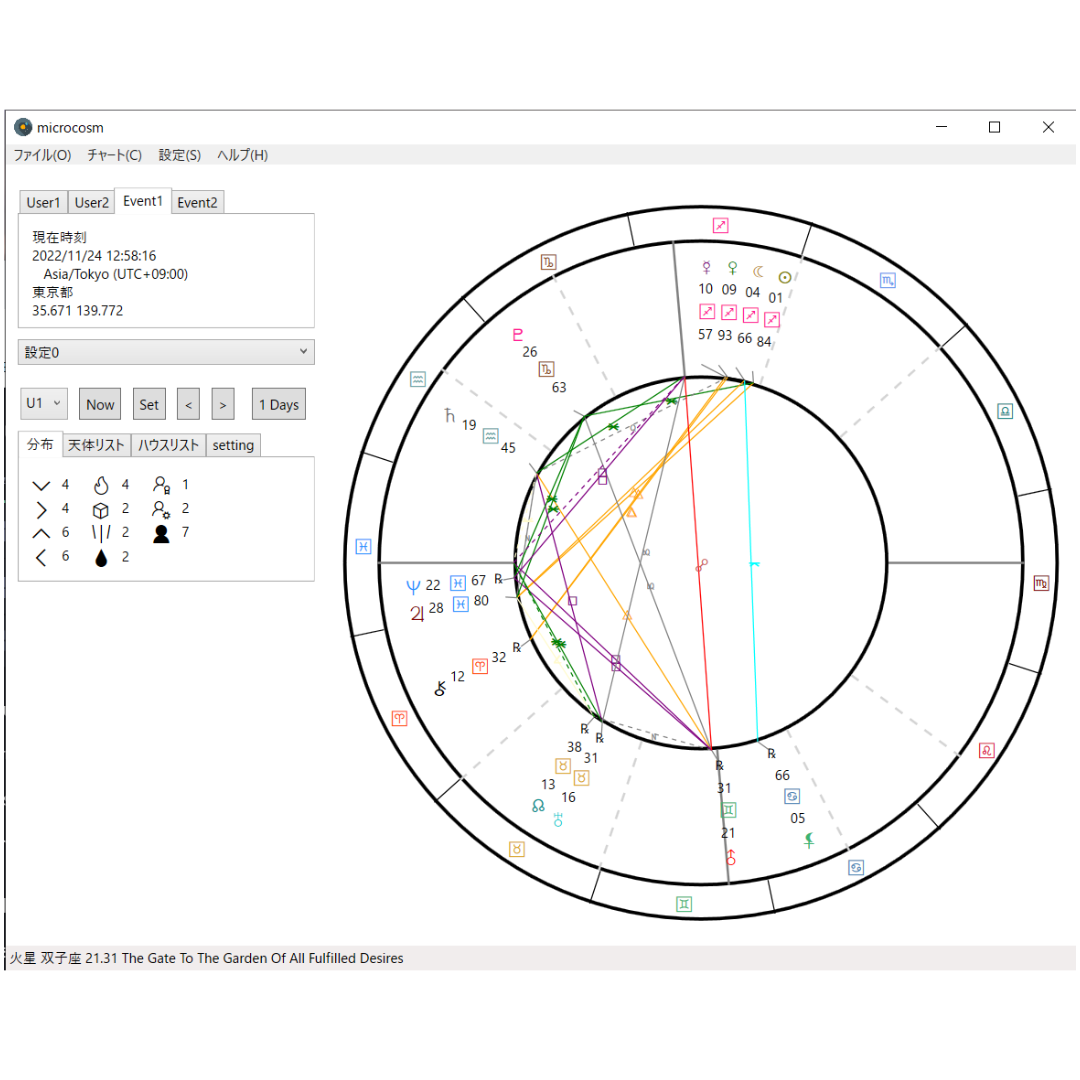 microcosm
ファイル(O) チャート(C) 設定(S) ヘルプ(H)
User1 User2 Event1 Event2
現在時刻
2022/11/24 12:58:16
Asia/Tokyo (UTC+09:00)
東京都
35.671 139.772
設定0
U1 Now Set < > 1 Days
分布 天体リスト ハウスリスト setting
4 4 1
4 2 2
6 2 7
6 2
♐
♑
♏
☿ ♀ ☾ ☉
10 09 04 01
♐ ♐ ♐ ♐
57 93 66 84
♇
26
♑
63
♒
♄ 19 ♒ 45
♎
♓
♆ 22 ♓ 67 ℞
♃ 28 ♓ 80
♍
⚷ 12 ♈ 32 ℞
♈
℞ ℞
38 31
♉ ♉
13 16
☊ ♅
℞
31
♊
21
♂
℞
66
♋
05
⚸
♌
♉
♋
♊
火星 双子座 21.31 The Gate To The Garden Of All Fulfilled Desires